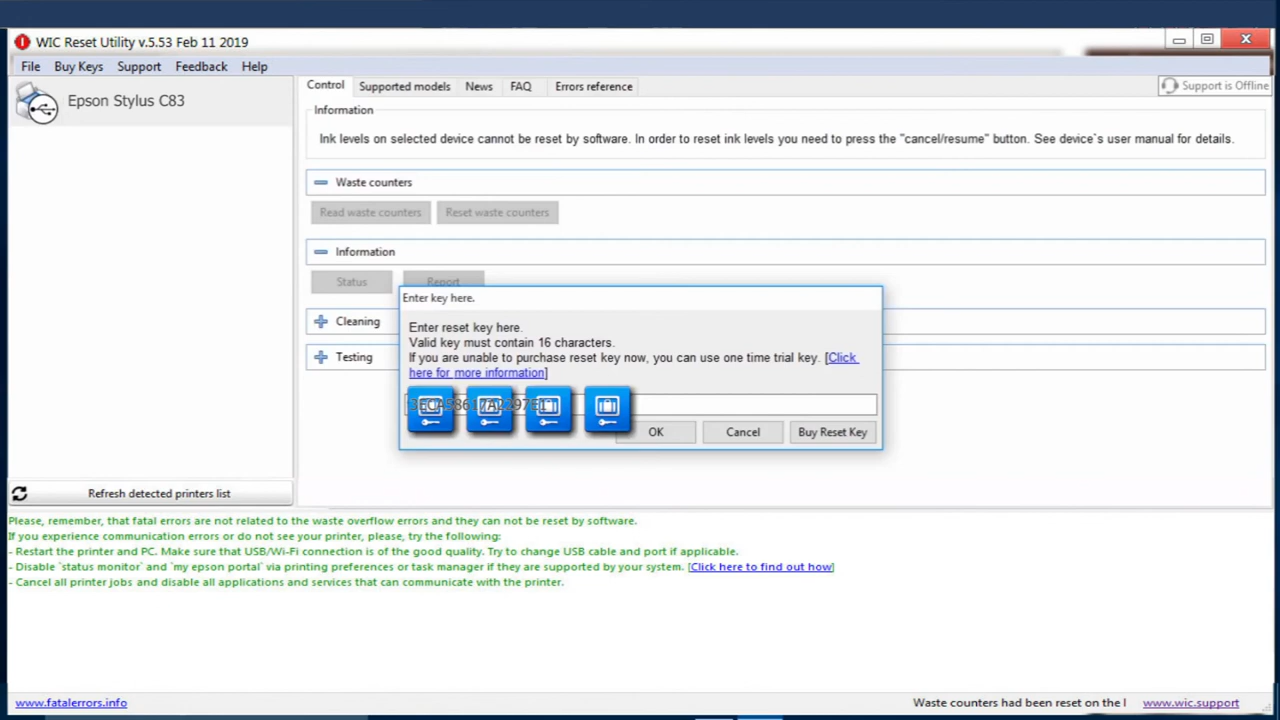 WIC Reset Utility v.5.53 Feb 11 2019
File Buy Keys Support Feedback Help
Epson Stylus C83
Control Supported models News FAQ Errors reference
Support is Offline
Information
Ink levels on selected device cannot be reset by software. In order to reset ink levels you need to press the "cancel/resume" button. See device`s user manual for details.
Waste counters
Read waste counters Reset waste counters
Information
Status Report
Cleaning
Testing
Enter key here.
Enter reset key here.
Valid key must contain 16 characters.
If you are unable to purchase reset key now, you can use one time trial key. [Click
here for more information]
OK Cancel Buy Reset Key
Refresh detected printers list
Please, remember, that fatal errors are not related to the waste overflow errors and they can not be reset by software.
If you experience communication errors or do not see your printer, please, try the following:
- Restart the printer and PC. Make sure that USB/Wi-Fi connection is of the good quality. Try to change USB cable and port if applicable.
- Disable `status monitor` and `my epson portal` via printing preferences or task manager if they are supported by your system. [Click here to find out how]
- Cancel all printer jobs and disable all applications and services that can communicate with the printer.
www.fatalerrors.info
Waste counters had been reset on the
www.wic.support